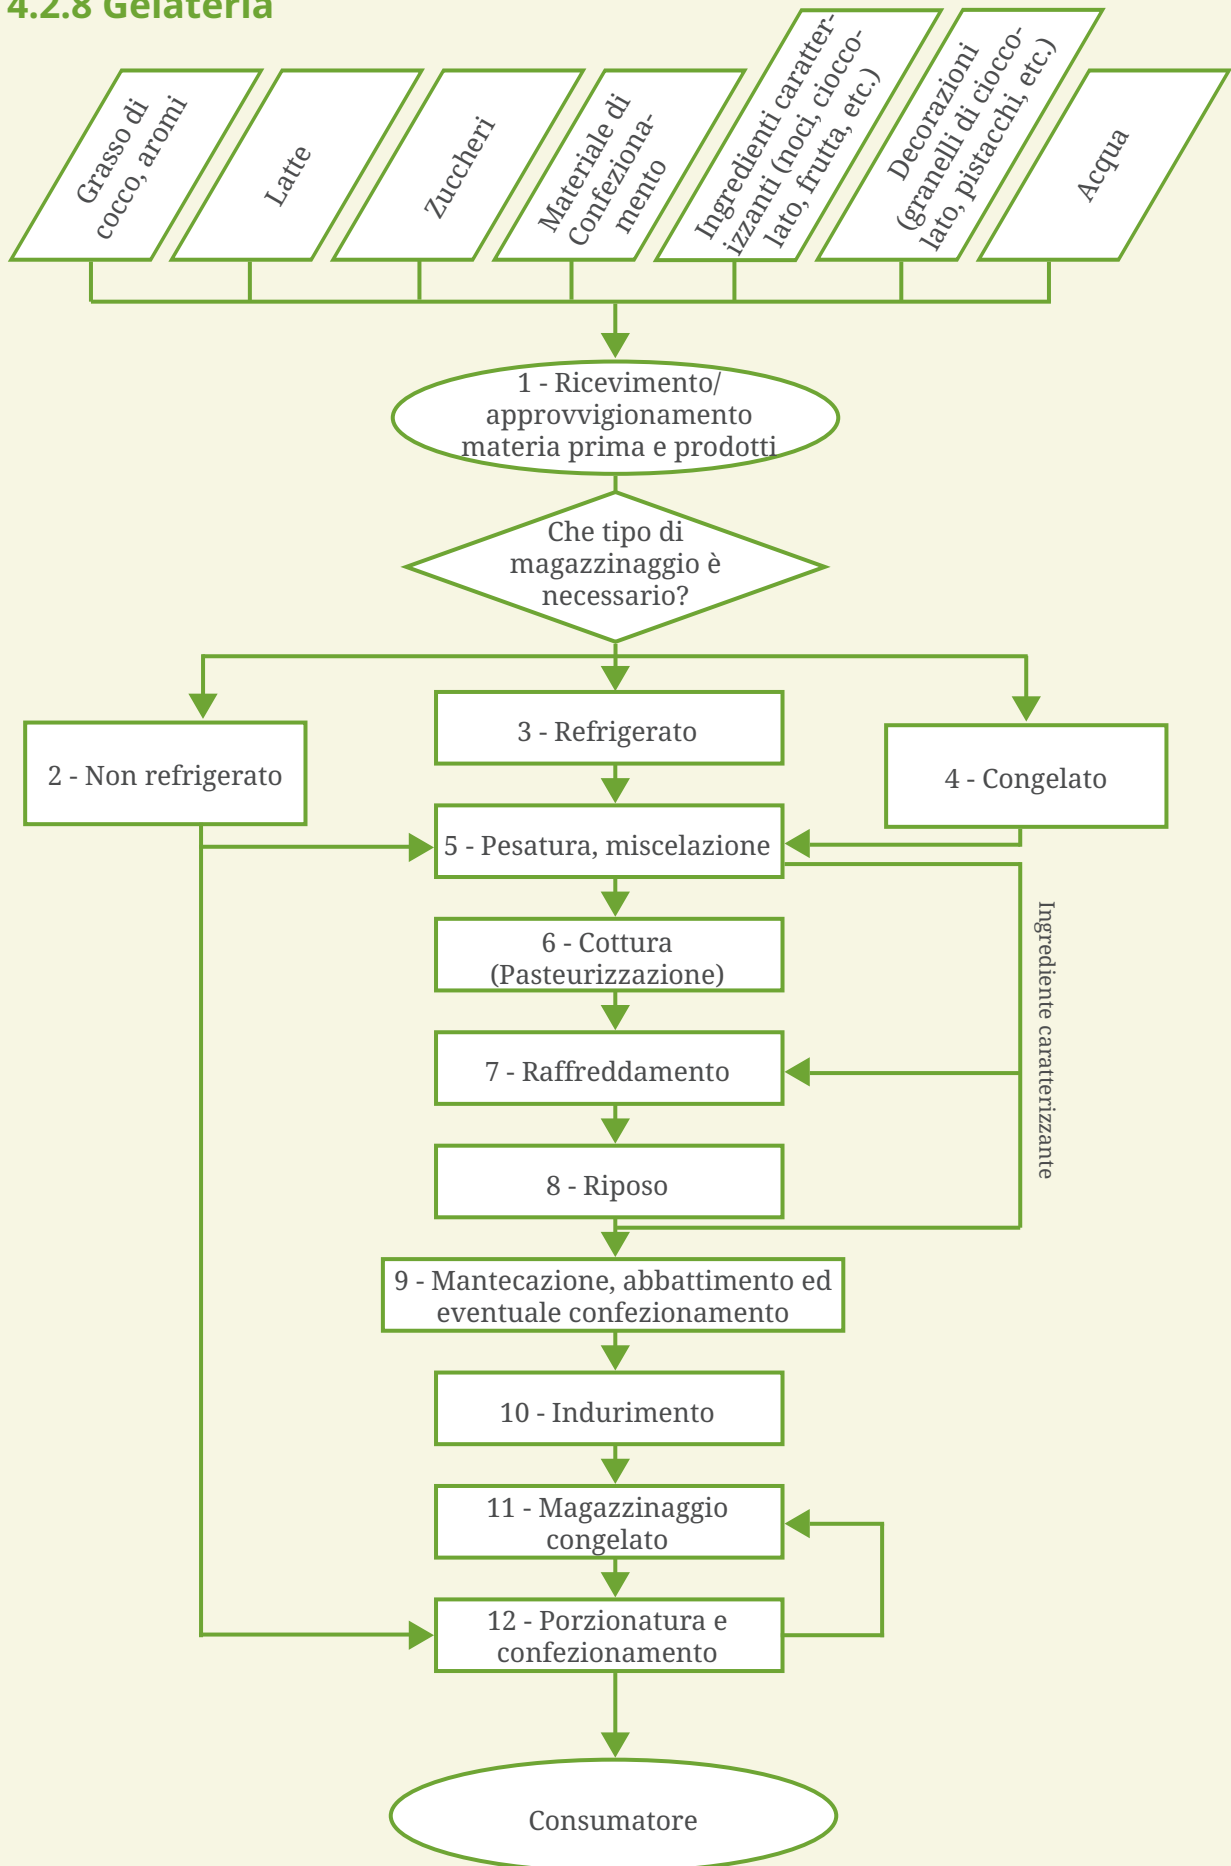 4.2.8 Gelateria
Grasso di
cocco, aromi
Latte
Zuccheri
Materiale di
Confeziona-
mento
Ingredienti caratter-
izzanti (noci, ciocco-
lato, frutta, etc.)
Decorazioni
(granelli di ciocco-
lato, pistacchi, etc.)
Acqua
1 - Ricevimento/
approvvigionamento
materia prima e prodotti
Che tipo di
magazzinaggio è
necessario?
2 - Non refrigerato
3 - Refrigerato
4 - Congelato
5 - Pesatura, miscelazione
6 - Cottura
(Pasteurizzazione)
Ingrediente caratterizzante
7 - Raffreddamento
8 - Riposo
9 - Mantecazione, abbattimento ed
eventuale confezionamento
10 - Indurimento
11 - Magazzinaggio
congelato
12 - Porzionatura e
confezionamento
Consumatore